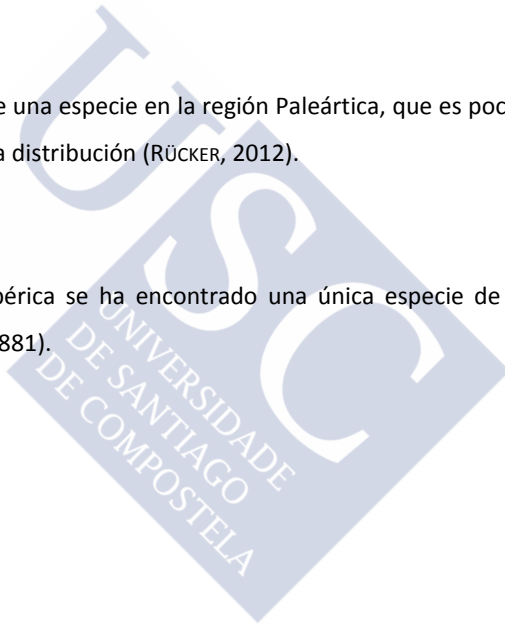 e una especie en la región Paleártica, que es poc
a distribución (RÜCKER, 2012).
bérica se ha encontrado una única especie de
881).
USC
UNIVERSIDADE
DE SANTIAGO
DE COMPOSTELA